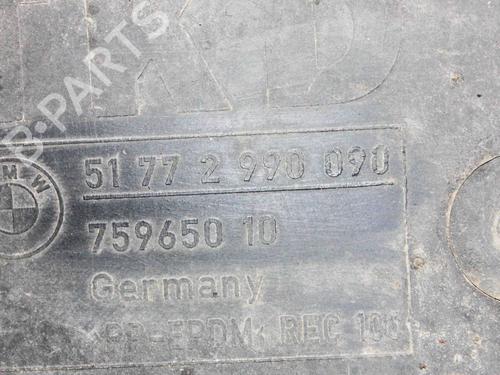 B-PARTS
BMW
51 77 2 990 090
759650 10
Germany
>PP-EPDM< REC 100